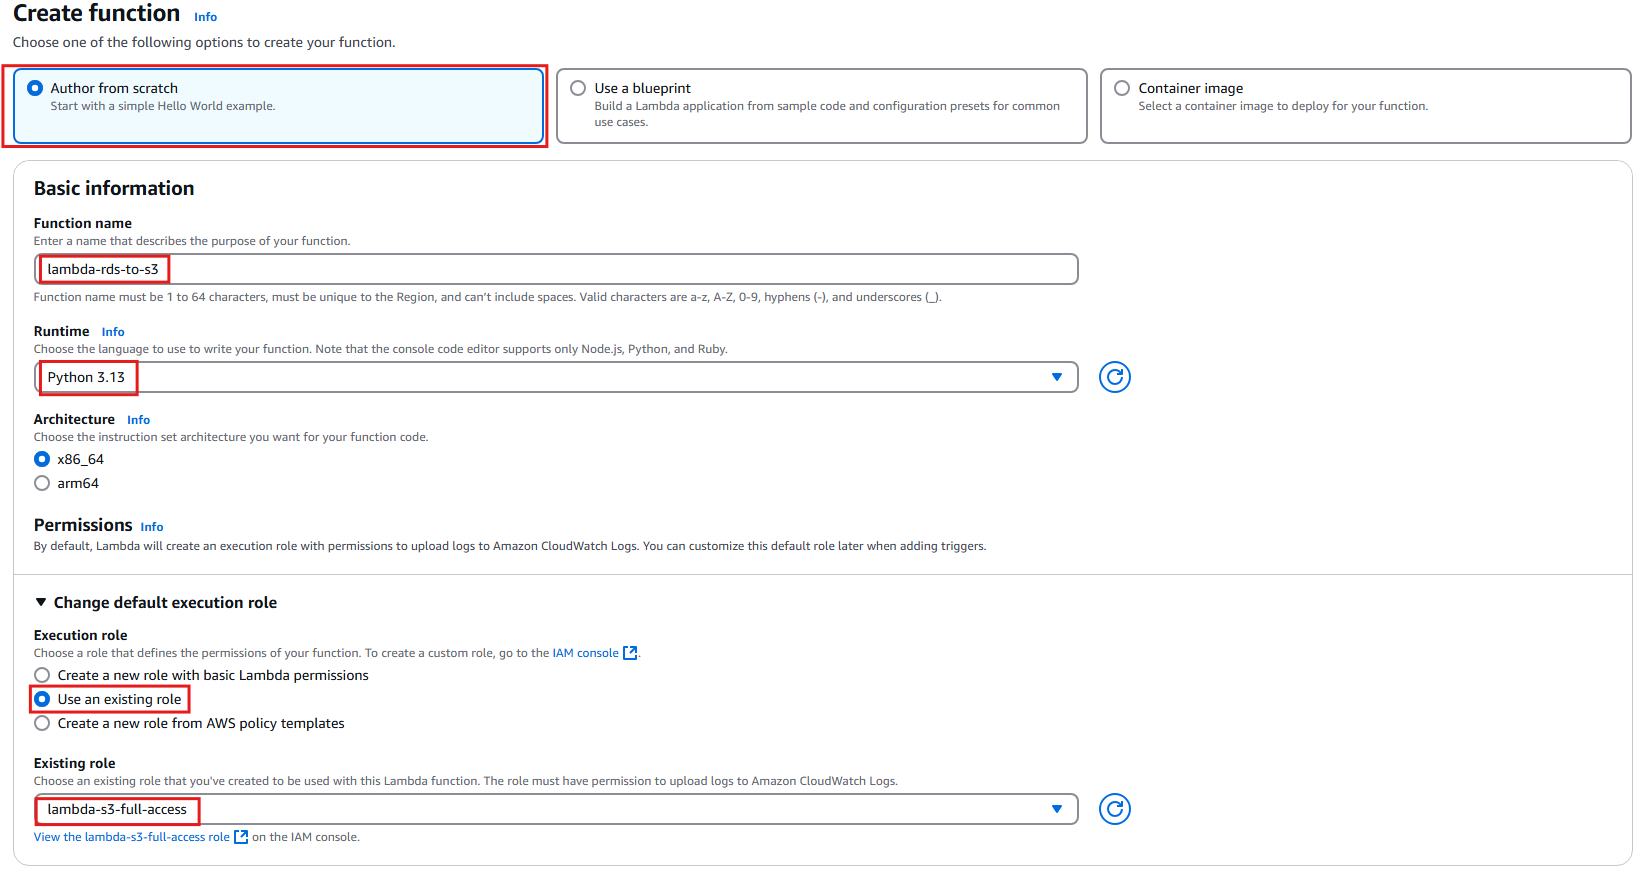 Create function Info
Choose one of the following options to create your function.
Author from scratch
Start with a simple Hello World example.
Use a blueprint
Build a Lambda application from sample code and configuration presets for common
use cases.
Container image
Select a container image to deploy for your function.
Basic information
Function name
Enter a name that describes the purpose of your function.
lambda-rds-to-s3
Function name must be 1 to 64 characters, must be unique to the Region, and can't include spaces. Valid characters are a-z, A-Z, 0-9, hyphens (-), and underscores (_).
Runtime Info
Choose the language to use to write your function. Note that the console code editor supports only Node.js, Python, and Ruby.
Python 3.13
Architecture Info
Choose the instruction set architecture you want for your function code.
x86_64
arm64
Permissions Info
By default, Lambda will create an execution role with permissions to upload logs to Amazon CloudWatch Logs. You can customize this default role later when adding triggers.
Change default execution role
Execution role
Choose a role that defines the permissions of your function. To create a custom role, go to the IAM console.
Create a new role with basic Lambda permissions
Use an existing role
Create a new role from AWS policy templates
Existing role
Choose an existing role that you've created to be used with this Lambda function. The role must have permission to upload logs to Amazon CloudWatch Logs.
lambda-s3-full-access
View the lambda-s3-full-access role on the IAM console.